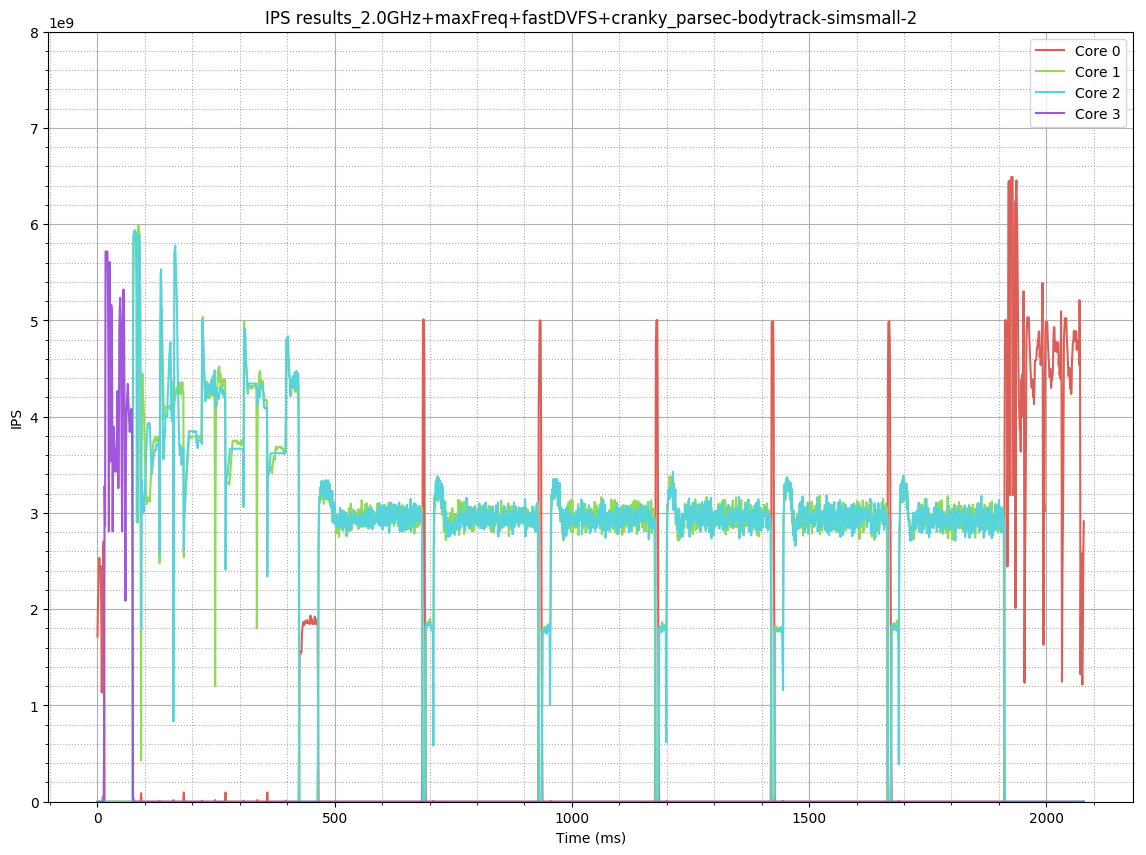 IPS results_2.0GHz+maxFreq+fastDVFS+cranky_parsec-bodytrack-simsmall-2
1e9
8
7
6
5
4
3
2
1
0
IPS
Core 0
Core 1
Core 2
Core 3
0 500 1000 1500 2000
Time (ms)